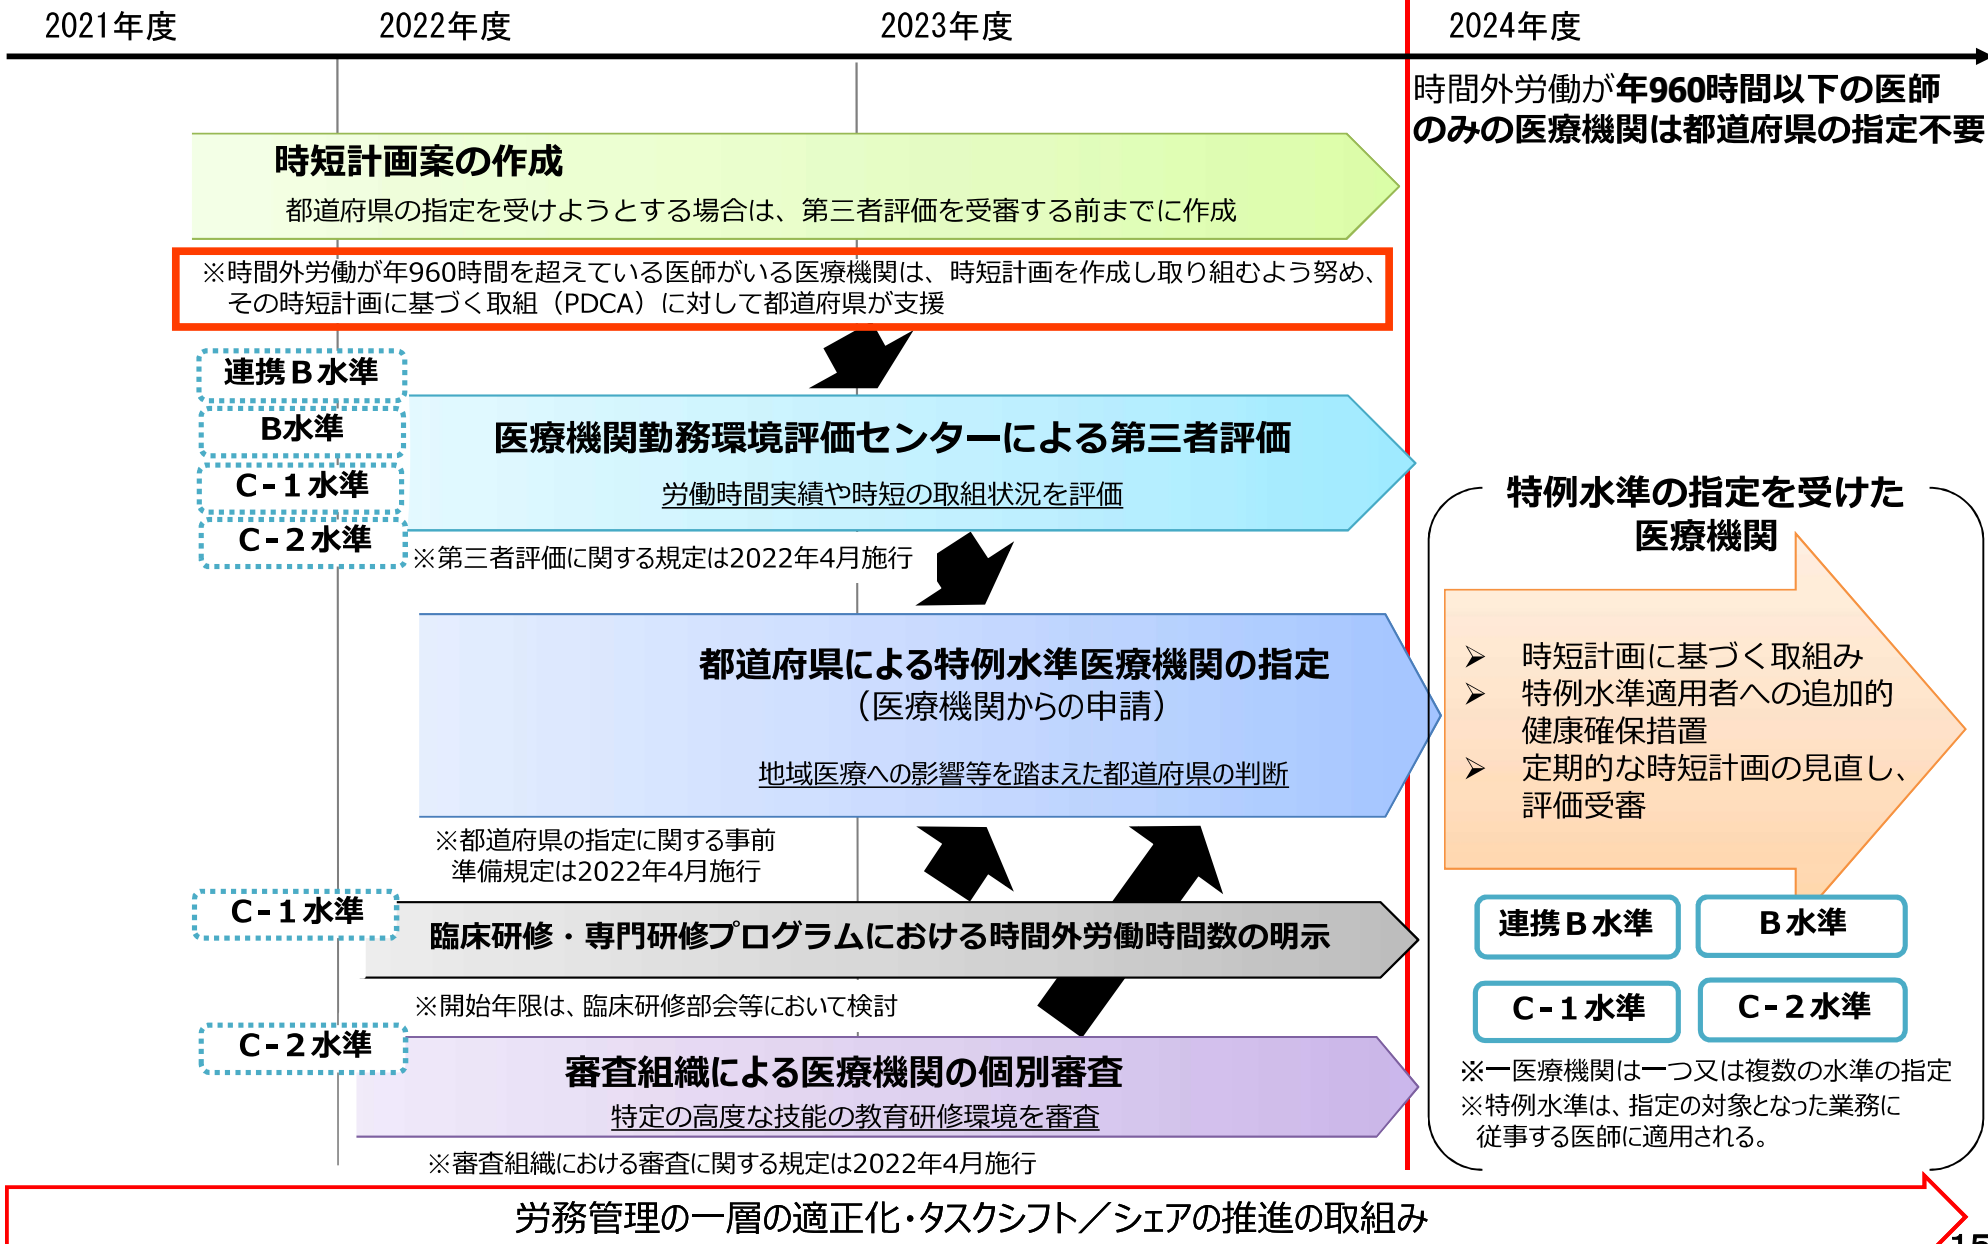 2021年度
2022年度
2023年度
2024年度
時間外労働が年960時間以下の医師
のみの医療機関は都道府県の指定不要
時短計画案の作成
都道府県の指定を受けようとする場合は、第三者評価を受審する前までに作成
※時間外労働が年960時間を超えている医師がいる医療機関は、時短計画を作成し取り組むよう努め、
その時短計画に基づく取組（PDCA）に対して都道府県が支援
連携Ｂ水準
B水準
C-１水準
C-２水準
医療機関勤務環境評価センターによる第三者評価
労働時間実績や時短の取組状況を評価
※第三者評価に関する規定は2022年4月施行
都道府県による特例水準医療機関の指定
（医療機関からの申請）
地域医療への影響等を踏まえた都道府県の判断
※都道府県の指定に関する事前
準備規定は2022年4月施行
C-１水準
臨床研修・専門研修プログラムにおける時間外労働時間数の明示
※開始年限は、臨床研修部会等において検討
C-２水準
審査組織による医療機関の個別審査
特定の高度な技能の教育研修環境を審査
※審査組織における審査に関する規定は2022年4月施行
特例水準の指定を受けた
医療機関
➢ 時短計画に基づく取組み
➢ 特例水準適用者への追加的
健康確保措置
➢ 定期的な時短計画の見直し、
評価受審
連携Ｂ水準
Ｂ水準
C-１水準
C-２水準
※一医療機関は一つ又は複数の水準の指定
※特例水準は、指定の対象となった業務に
従事する医師に適用される。
労務管理の一層の適正化・タスクシフト／シェアの推進の取組み